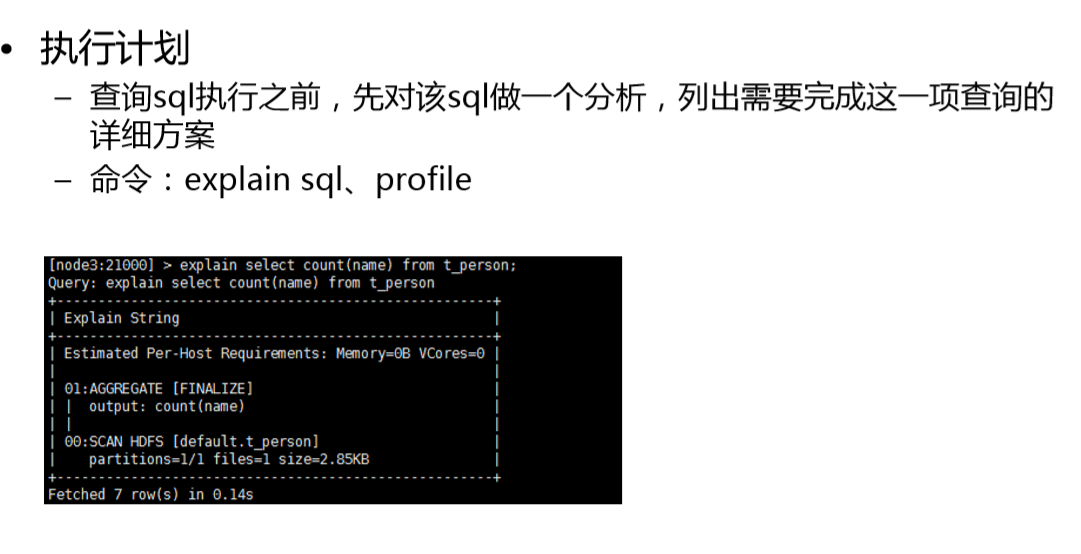 • 执行计划
– 查询sql执行之前，先对该sql做一个分析，列出需要完成这一项查询的
详细方案
– 命令：explain sql、profile
[node3:21000] > explain select count(name) from t_person;
Query: explain select count(name) from t_person
+------------------------------------------------------+
| Explain String                                       |
+------------------------------------------------------+
| Estimated Per-Host Requirements: Memory=0B VCores=0 |
|                                                      |
| 01:AGGREGATE [FINALIZE]                              |
| |  output: count(name)                               |
| |                                                    |
| 00:SCAN HDFS [default.t_person]                      |
|    partitions=1/1 files=1 size=2.85KB                |
+------------------------------------------------------+
Fetched 7 row(s) in 0.14s